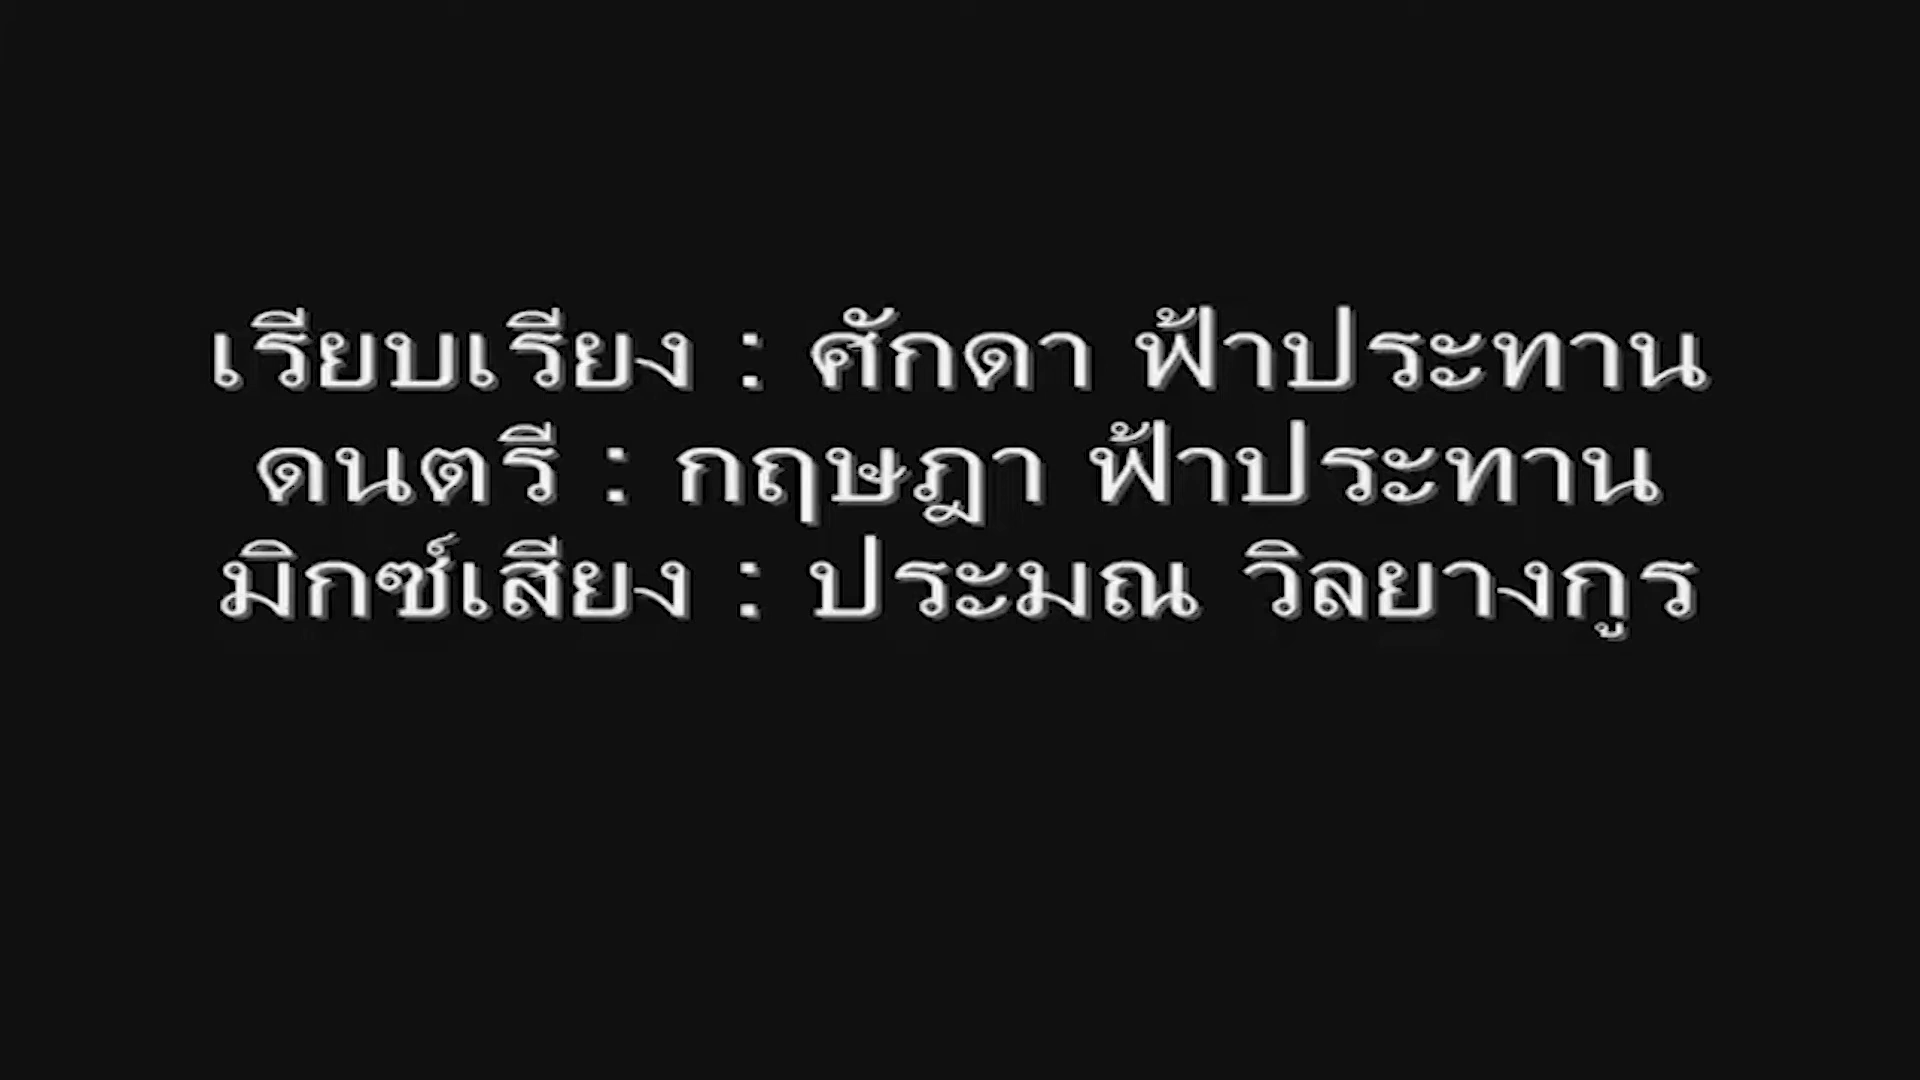 เรียบเรียง : ศักดา ฟ้าประทาน
ดนตรี : กฤษฎา ฟ้าประทาน
มิกซ์เสียง : ประมณ วิลยางกูร